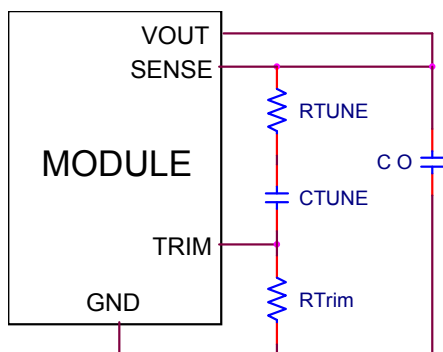 VOUT
SENSE
RTUNE
MODULE
C O
CTUNE
TRIM
GND
RTrim